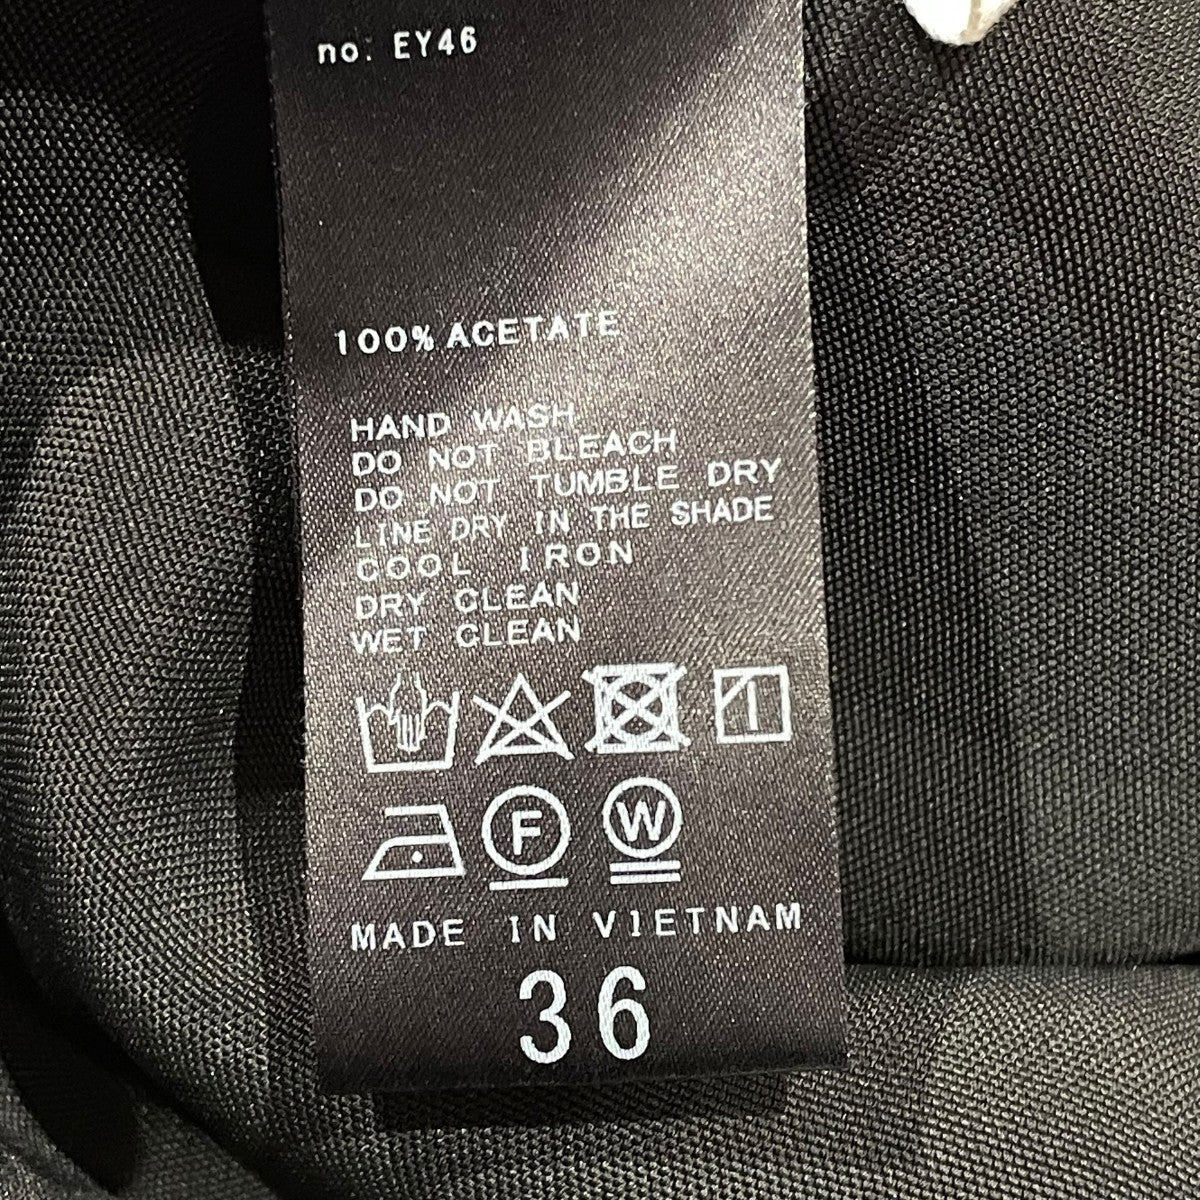 no: EY46
100% ACETATE
HAND WASH
DO NOT BLEACH
DO NOT TUMBLE DRY
LINE DRY IN THE SHADE
COOL IRON
DRY CLEAN
WET CLEAN
F W
MADE IN VIETNAM
36